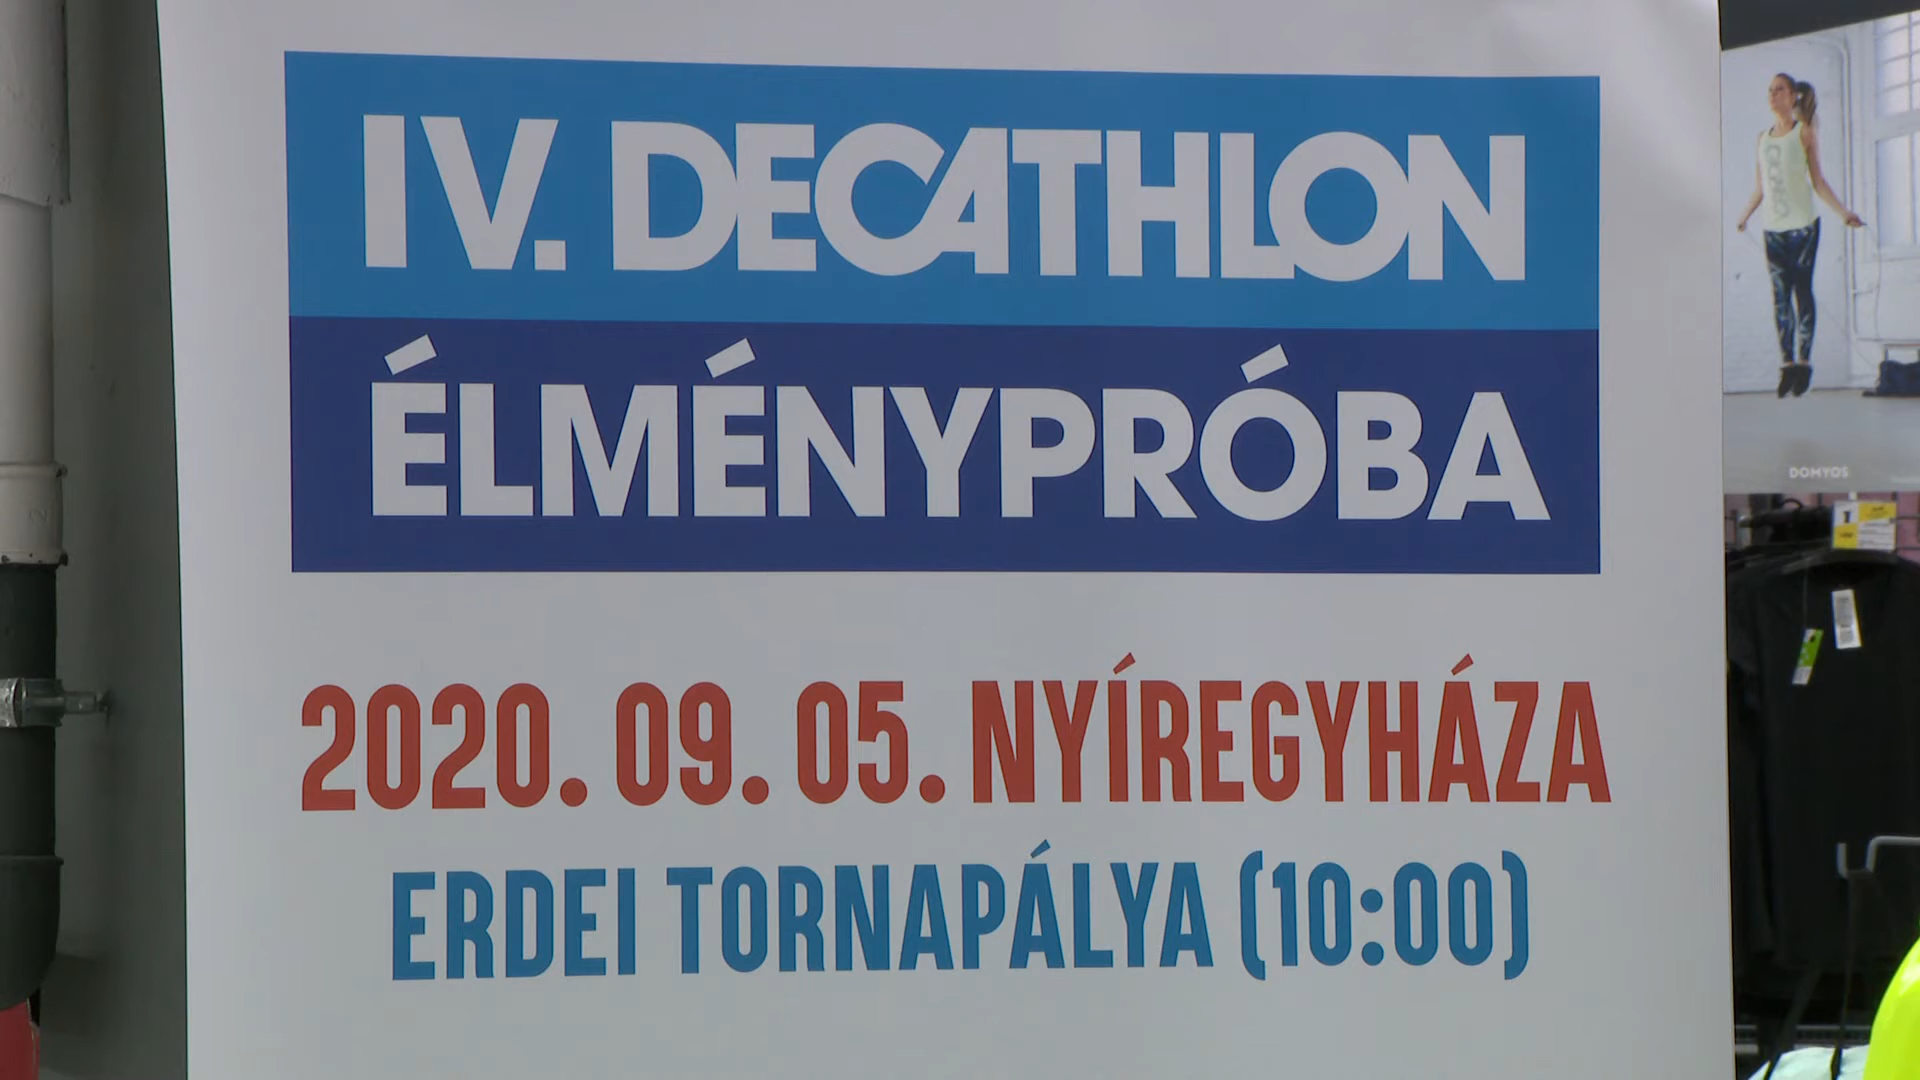 IV. DECATHLON
ÉLMÉNYPRÓBA
2020. 09. 05. NYÍREGYHÁZA
ERDEI TORNAPÁLYA (10:00)
DOMYOS